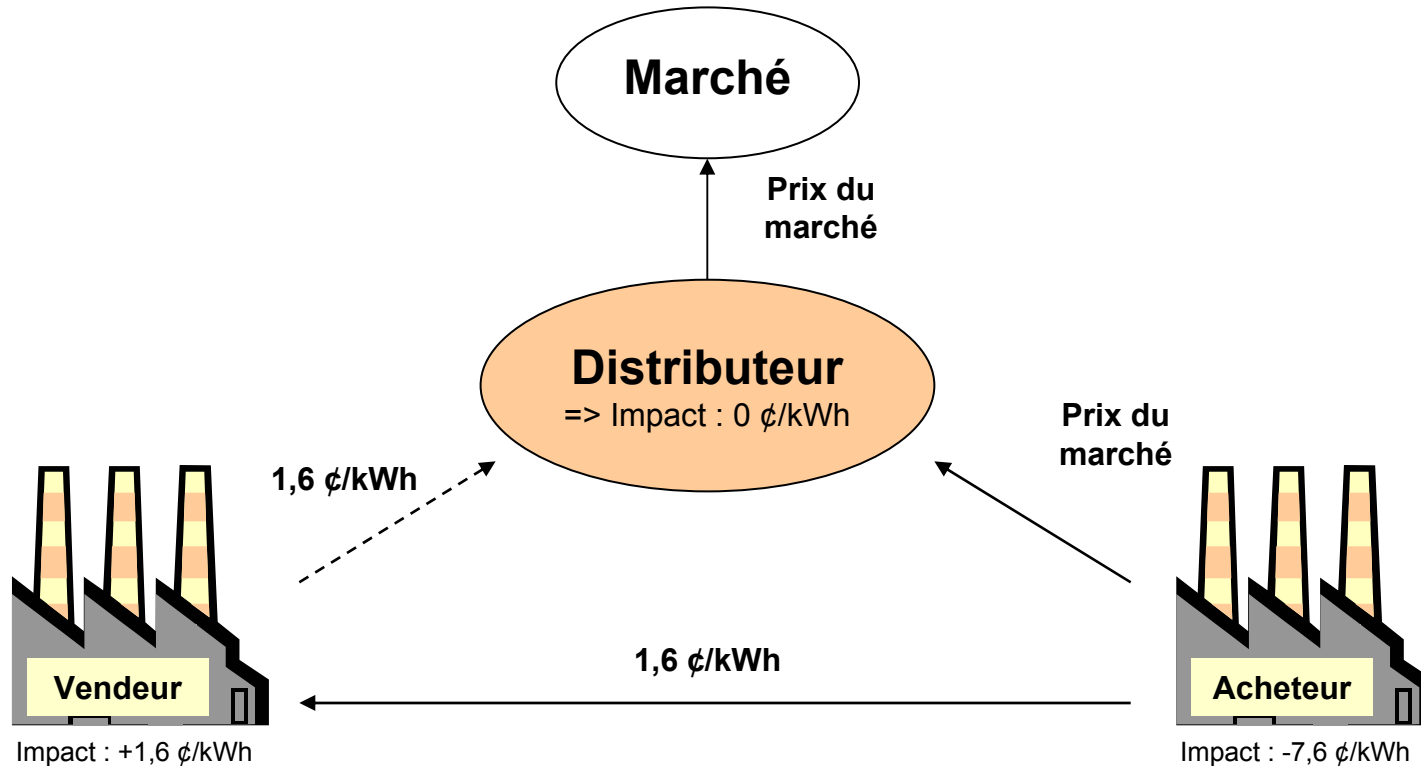 Marché
Prix du
marché
Distributeur
=> Impact : 0 ¢/kWh
Prix du
marché
1,6 ¢/kWh
1,6 ¢/kWh
Vendeur
Acheteur
Impact : +1,6 ¢/kWh
Impact : -7,6 ¢/kWh